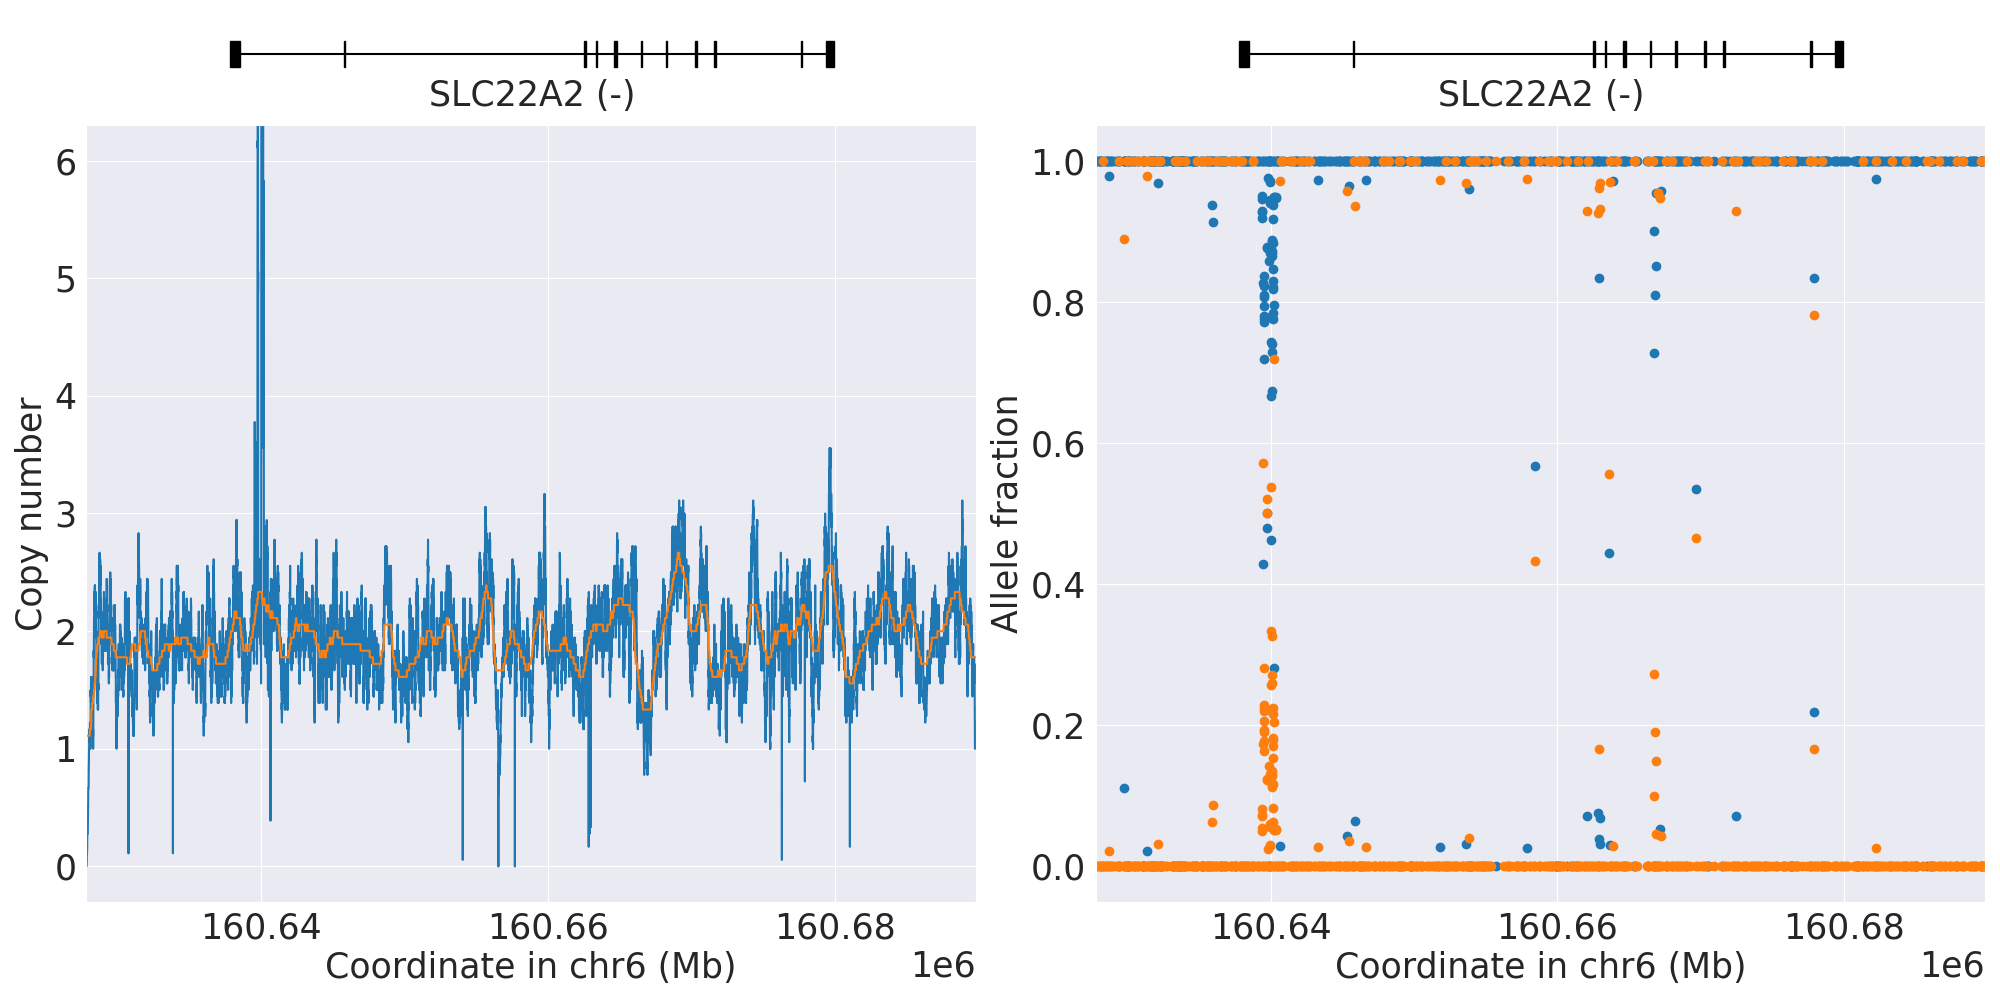 SLC22A2 (-)
6
5
4
3
2
1
0
Copy number
160.64 160.66 160.68
Coordinate in chr6 (Mb) 1e6
SLC22A2 (-)
1.0
0.8
0.6
0.4
0.2
0.0
Allele fraction
160.64 160.66 160.68
Coordinate in chr6 (Mb) 1e6